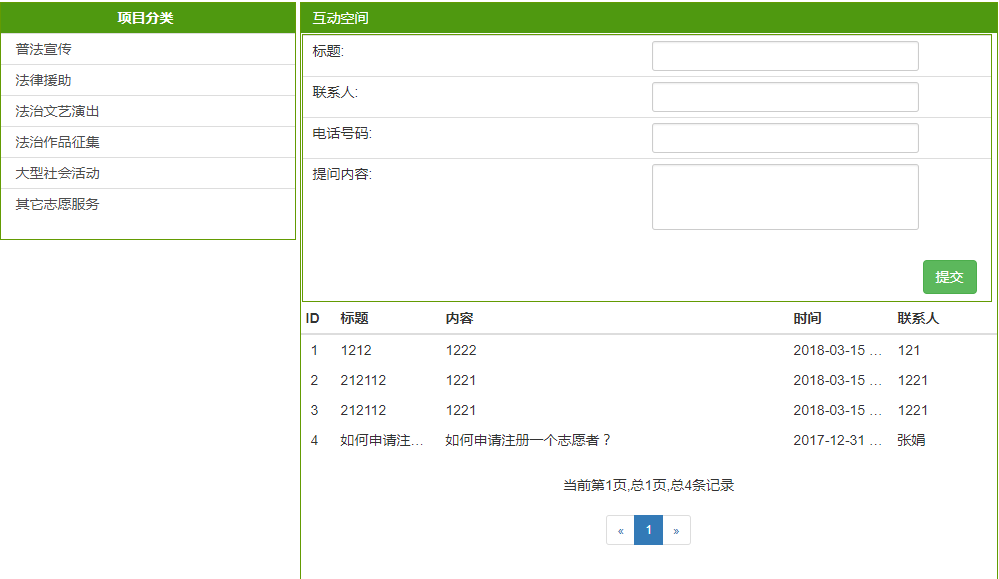 项目分类
普法宣传
法律援助
法治文艺演出
法治作品征集
大型社会活动
其它志愿服务
互动空间
标题:
联系人:
电话号码:
提问内容:
提交
ID 标题 内容 时间 联系人
1 1212 1222 2018-03-15 ... 121
2 212112 1221 2018-03-15 ... 1221
3 212112 1221 2018-03-15 ... 1221
4 如何申请注... 如何申请注册一个志愿者？ 2017-12-31 ... 张娟
当前第1页,总1页,总4条记录
« 1 »